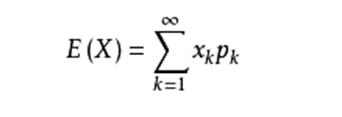 E (X) = ∑_{k=1}^{∞} x_k p_k